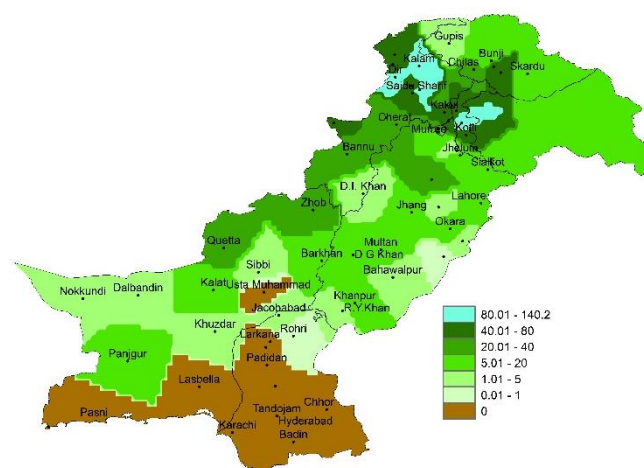 Gupis
Kalam
Bunji
Chilas
Skardu
Dir
Saidu Sharif
Kakul
Cherat
Murree
Kotli
Bannu
Jhelum
Sialkot
D.I. Khan
Zhob
Lahore
Jhang
Okara
Quetta
Multan
Barkhan
D G Khan
Sibbi
Bahawalpur
Kalat
Usta Muhammad
Dalbandin
Nokkundi
Khanpur
R.Y.Khan
Jacobabad
Khuzdar
Rohri
Larkana
Panjgur
Padidan
Lasbella
Chhor
Pasni
Tandojam
Hyderabad
Karachi
Badin
80.01 - 140.2
40.01 - 80
20.01 - 40
5.01 - 20
1.01 - 5
0.01 - 1
0